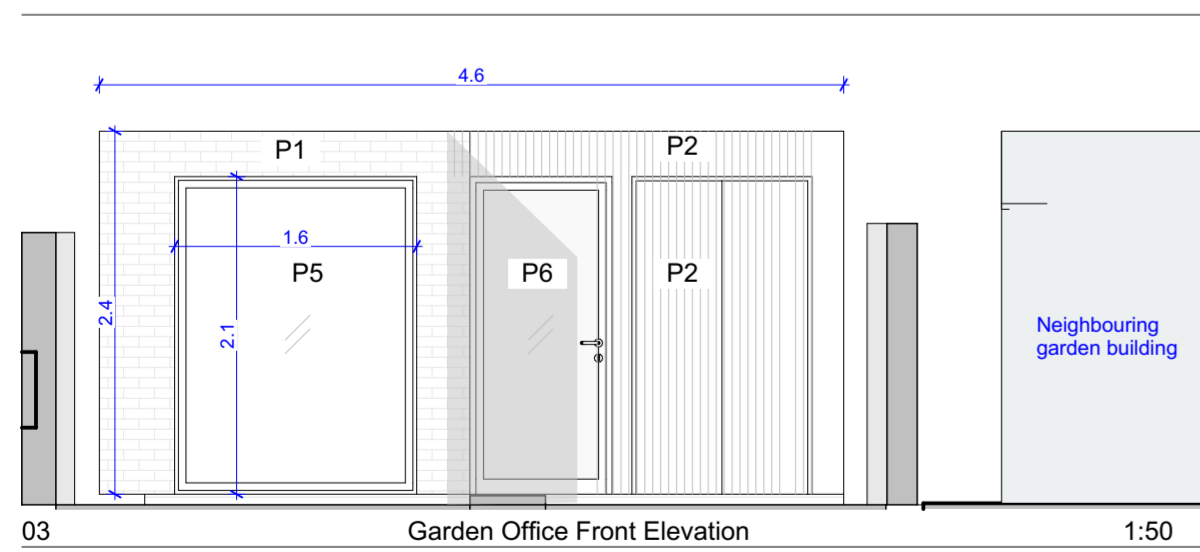 4.6
P1
P2
1.6
P5
P6
P2
2.4
2.1
Neighbouring
garden building
03
Garden Office Front Elevation
1:50